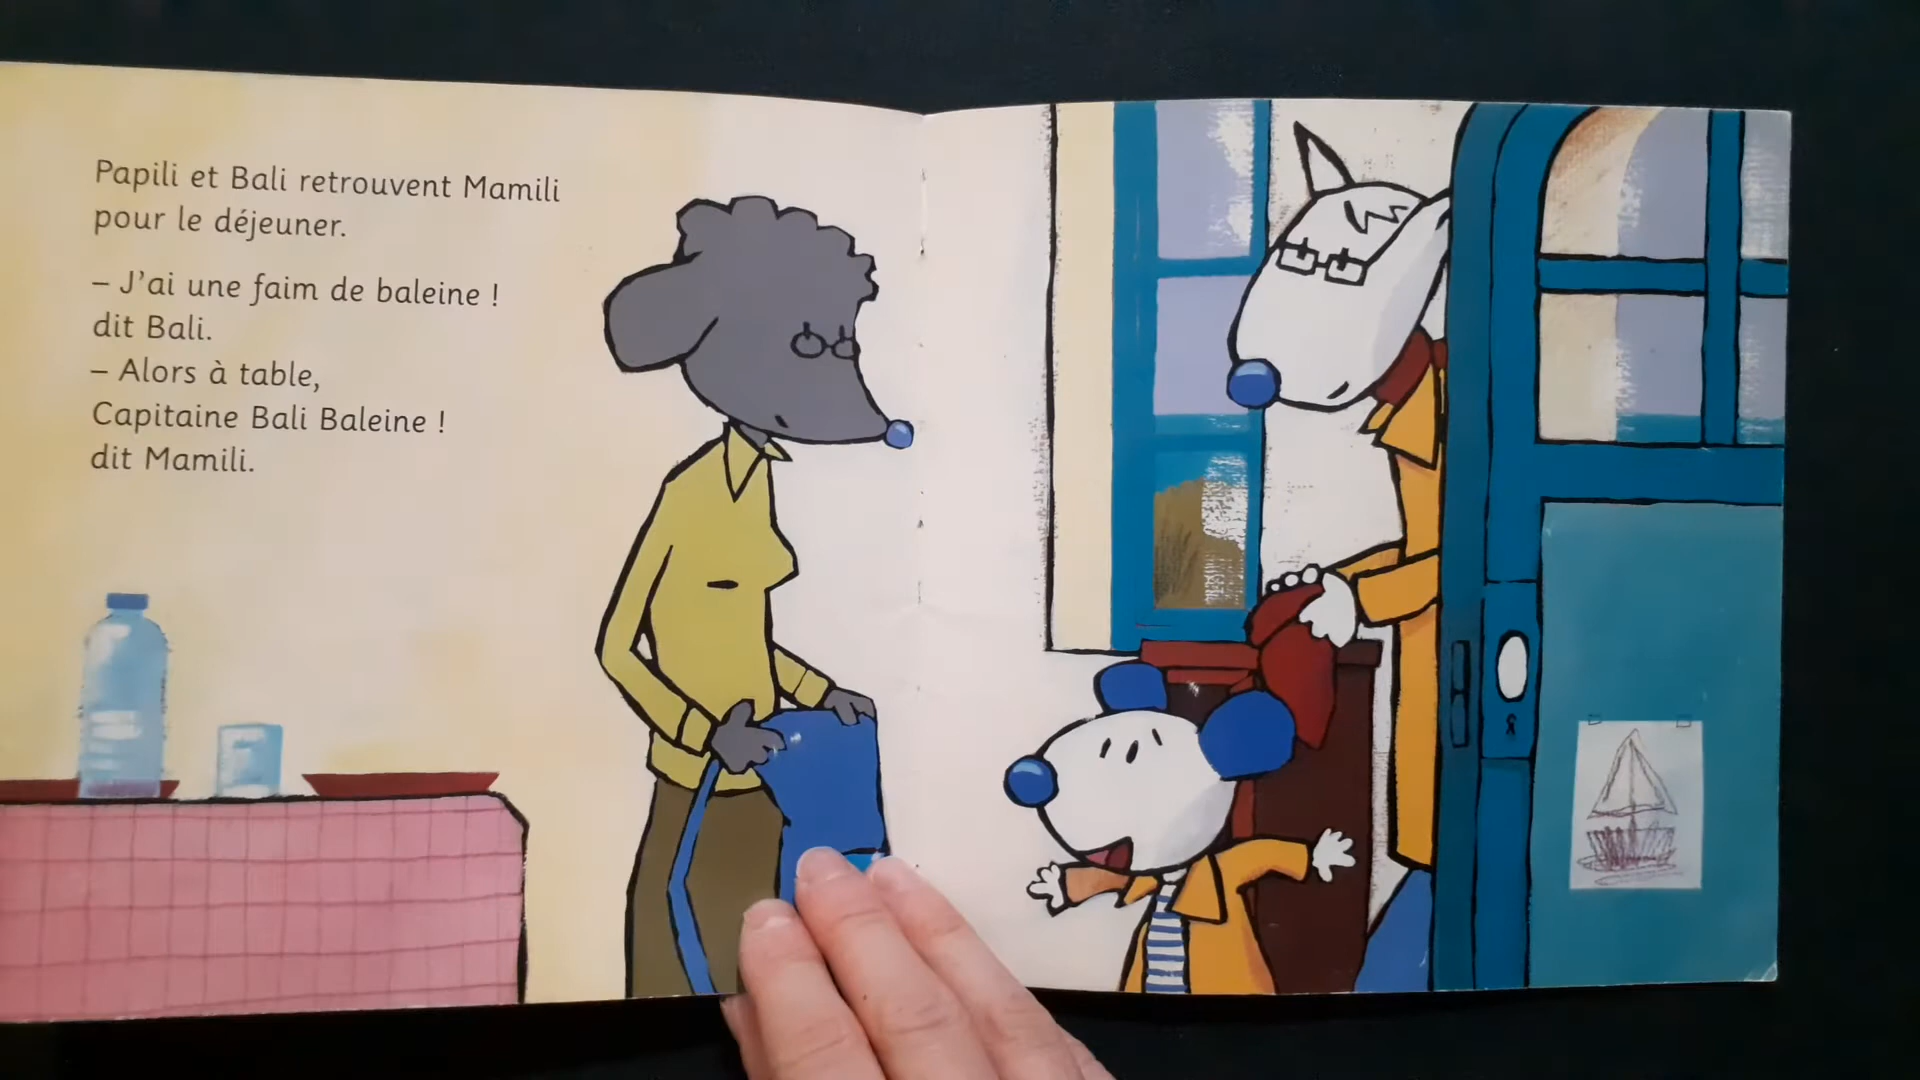 Papili et Bali retrouvent Mamili
pour le déjeuner.
– J'ai une faim de baleine !
dit Bali.
– Alors à table,
Capitaine Bali Baleine !
dit Mamili.